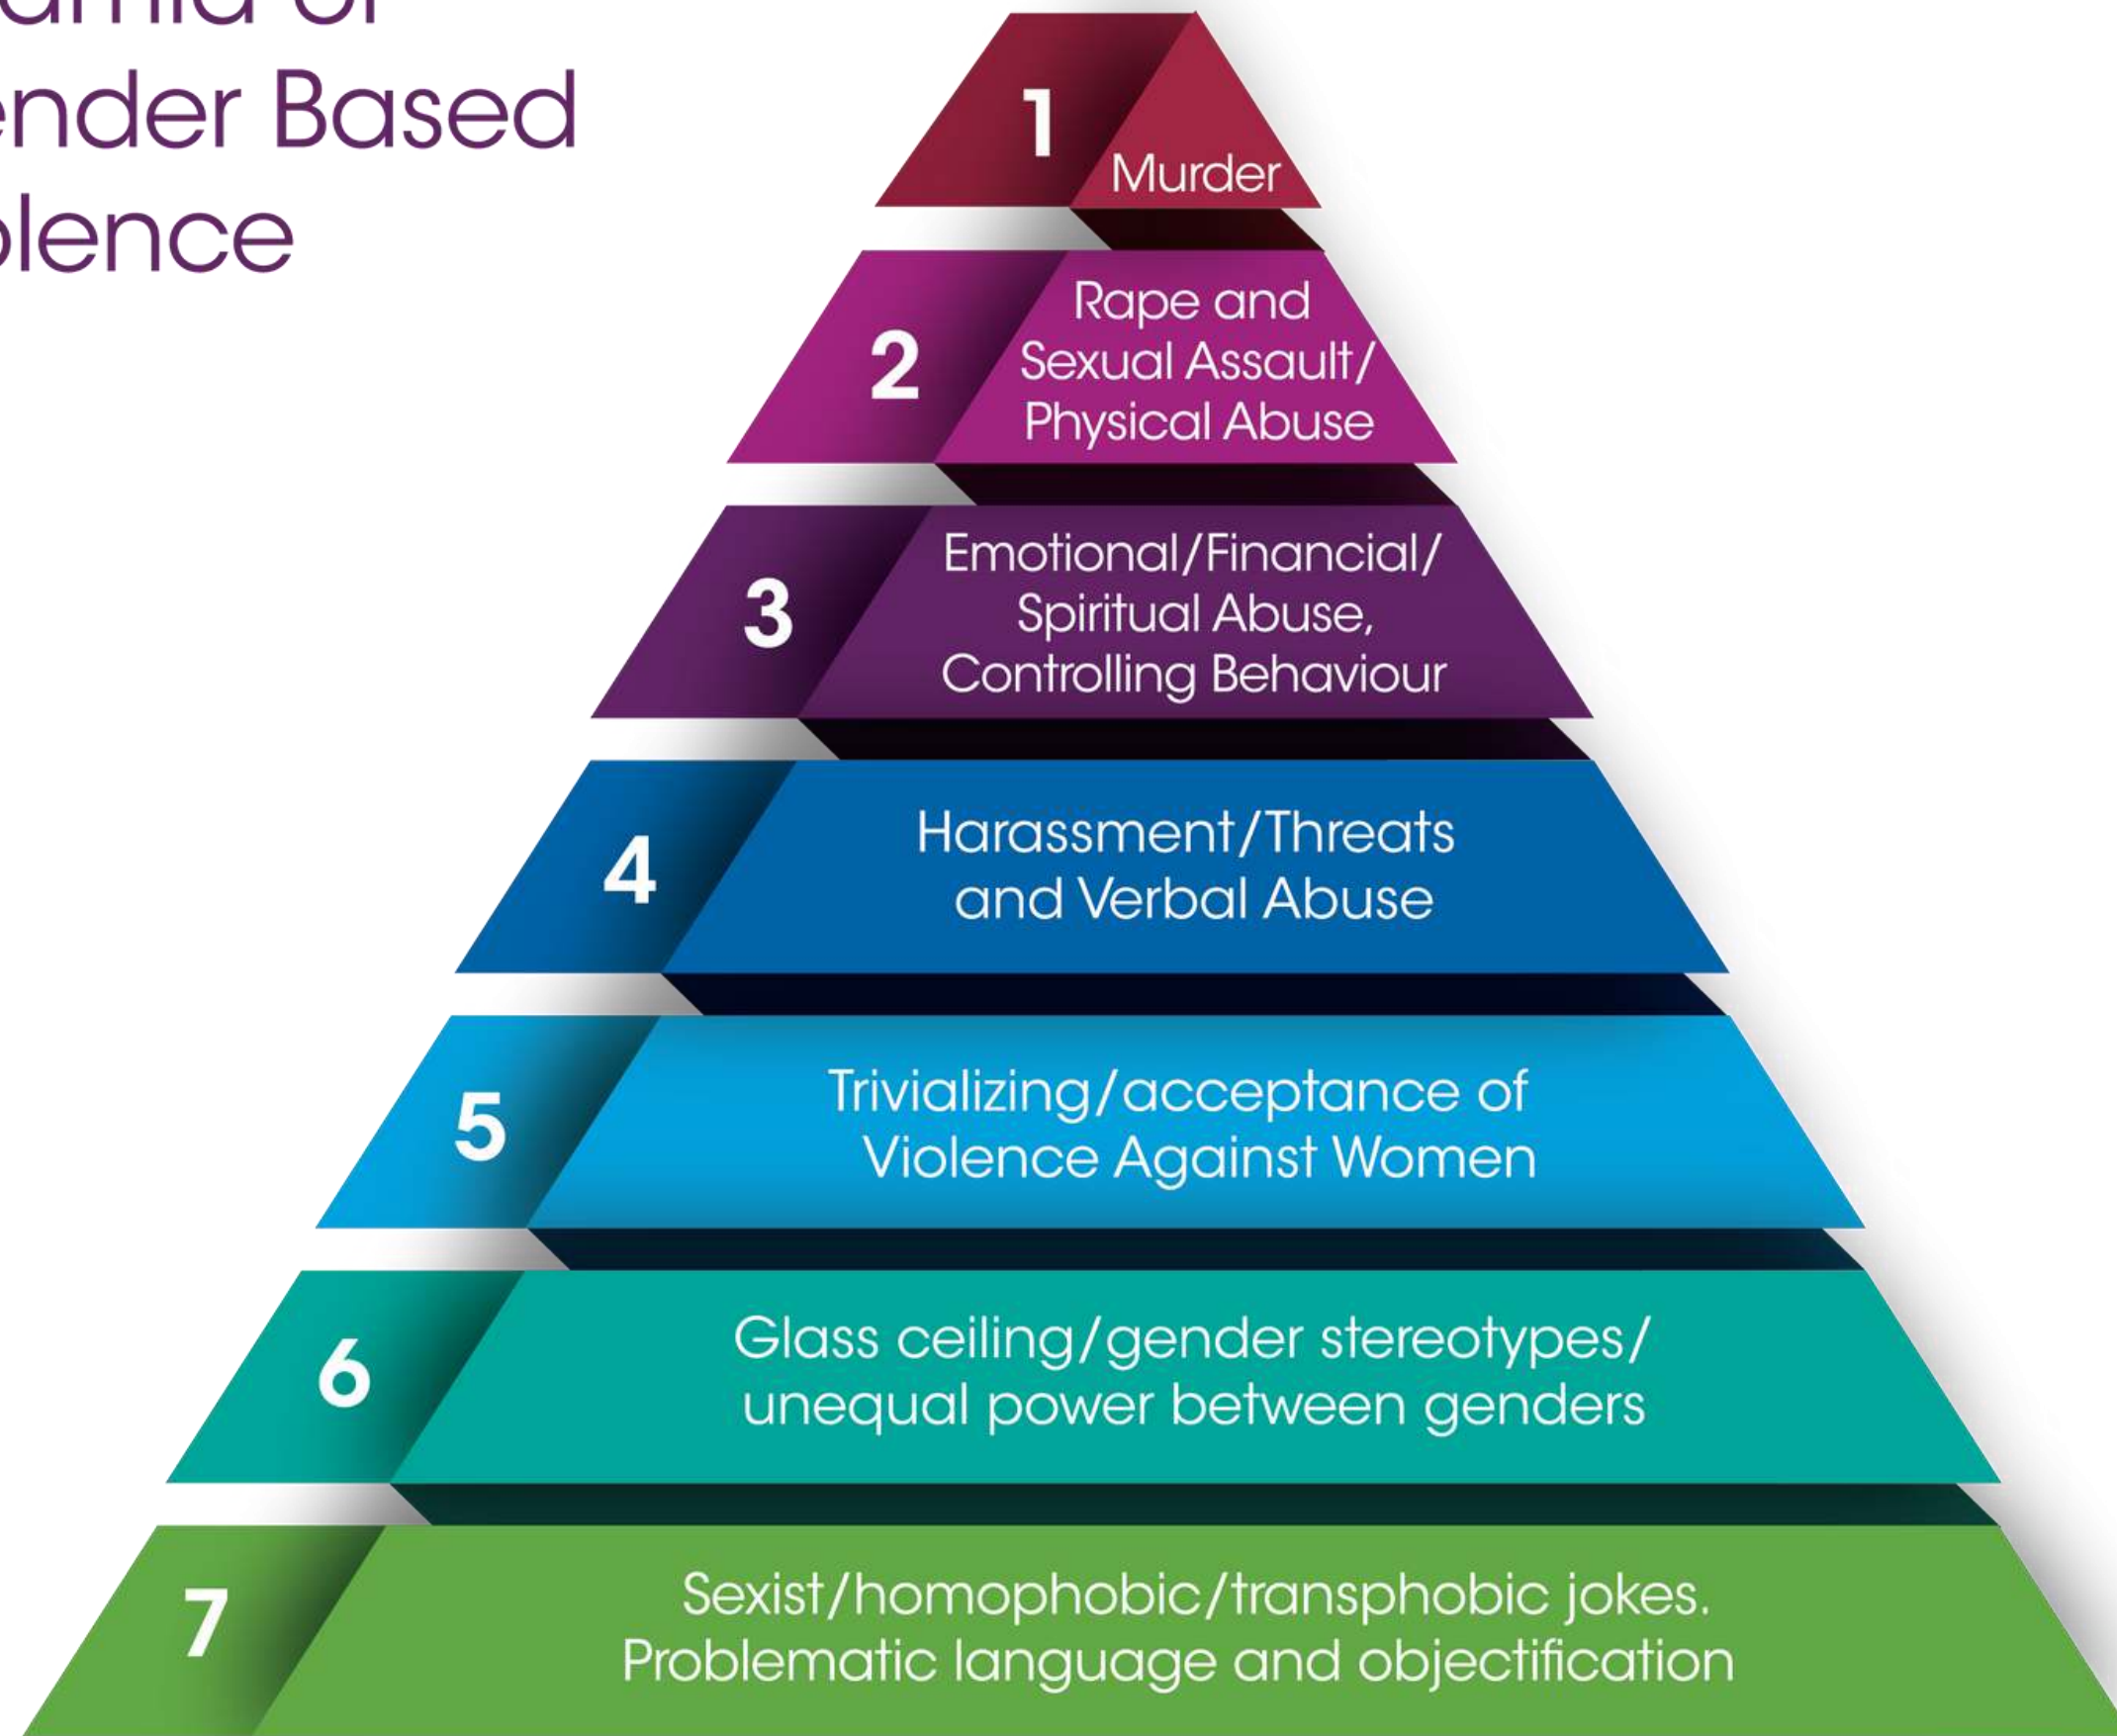 ender Based
olence
1
Murder
2
Rape and
Sexual Assault/
Physical Abuse
3
Emotional/Financial/
Spiritual Abuse,
Controlling Behaviour
4
Harassment/Threats
and Verbal Abuse
5
Trivializing/acceptance of
Violence Against Women
6
Glass ceiling/gender stereotypes/
unequal power between genders
7
Sexist/homophobic/transphobic jokes.
Problematic language and objectification